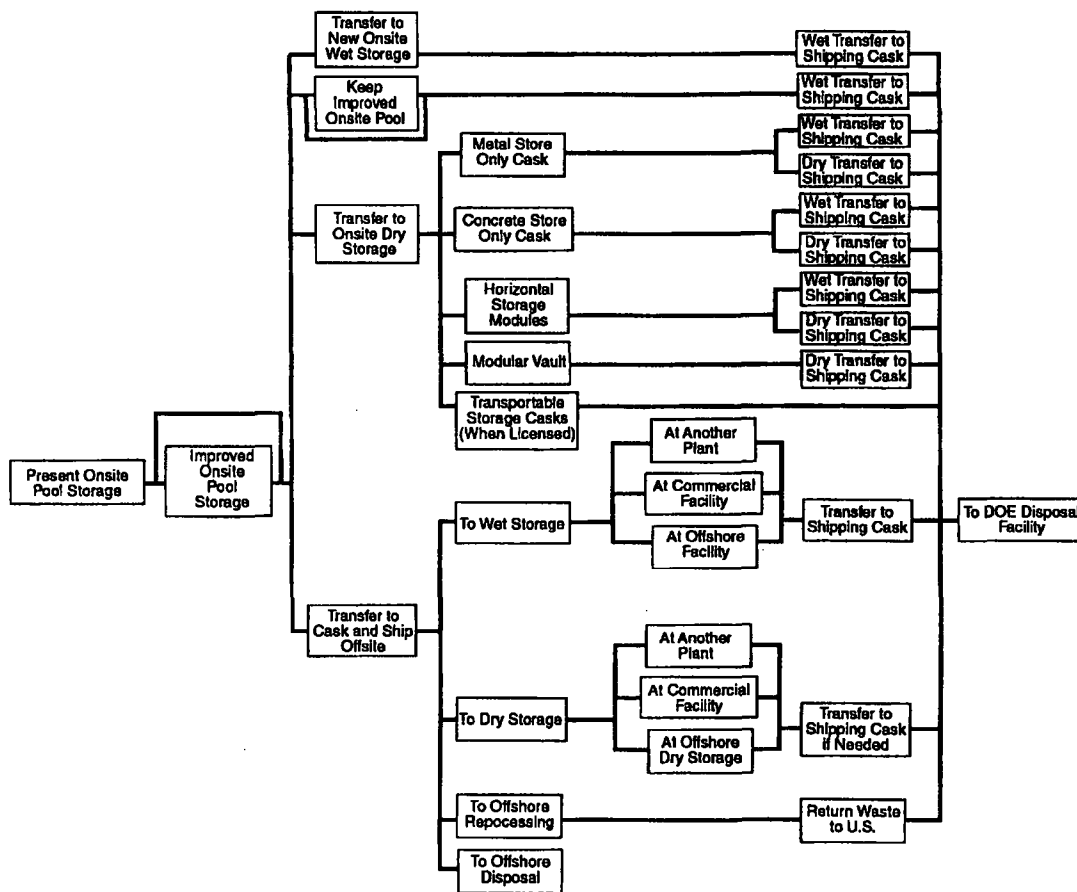 Transfer to
New Onsite
Wet Storage
Wet Transfer to
Shipping Cask
Keep
Improved
Onsite Pool
Wet Transfer to
Shipping Cask
Metal Store
Only Cask
Wet Transfer to
Shipping Cask
Dry Transfer to
Shipping Cask
Transfer to
Onsite Dry
Storage
Concrete Store
Only Cask
Wet Transfer to
Shipping Cask
Dry Transfer to
Shipping Cask
Horizontal
Storage
Modules
Wet Transfer to
Shipping Cask
Dry Transfer to
Shipping Cask
Modular Vault
Dry Transfer to
Shipping Cask
Transportable
Storage Casks
(When Licensed)
Present Onsite
Pool Storage
Improved
Onsite
Pool
Storage
To Wet Storage
At Another
Plant
At Commercial
Facility
At Offshore
Facility
Transfer to
Shipping Cask
To DOE Disposal
Facility
Transfer to
Cask and Ship
Offsite
To Dry Storage
At Another
Plant
At Commercial
Facility
At Offshore
Dry Storage
Transfer to
Shipping Cask
if Needed
To Offshore
Repocessing
Return Waste
to U.S.
To Offshore
Disposal